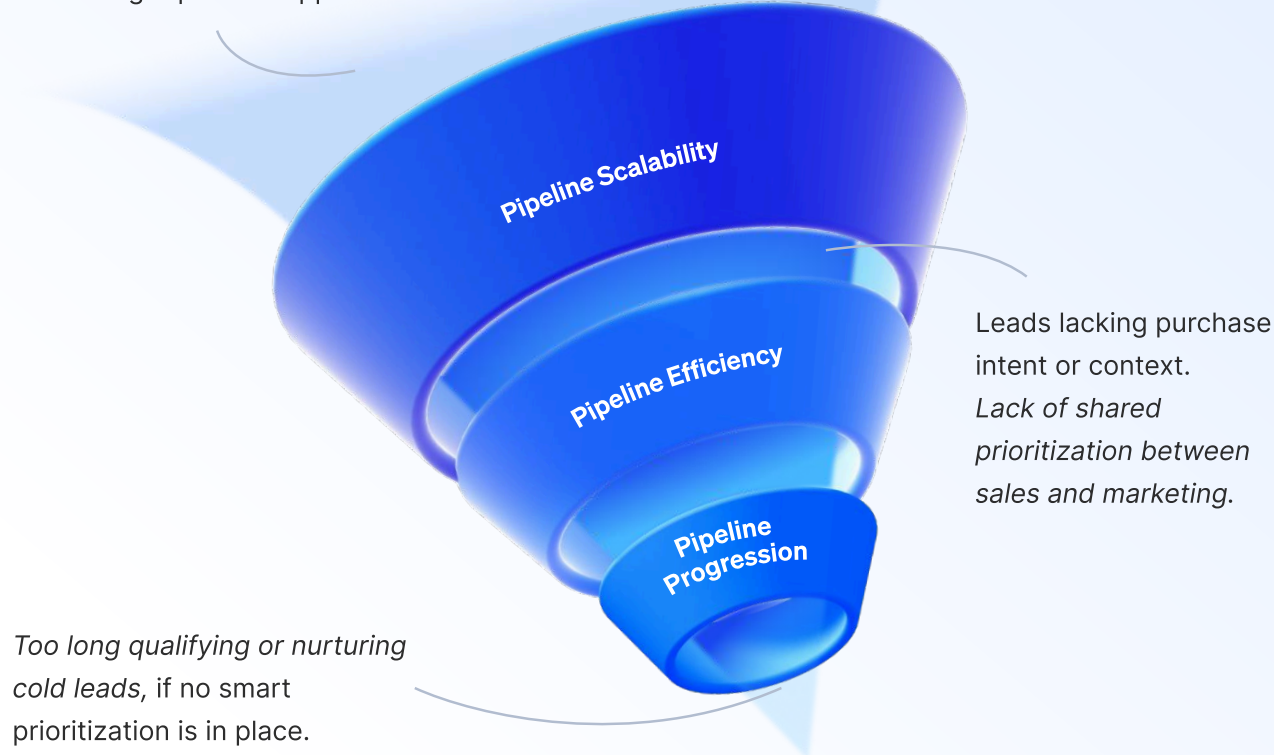 Pipeline Scalability
Leads lacking purchase
intent or context.
Lack of shared
prioritization between
sales and marketing.
Pipeline Efficiency
Pipeline
Progression
Too long qualifying or nurturing
cold leads, if no smart
prioritization is in place.